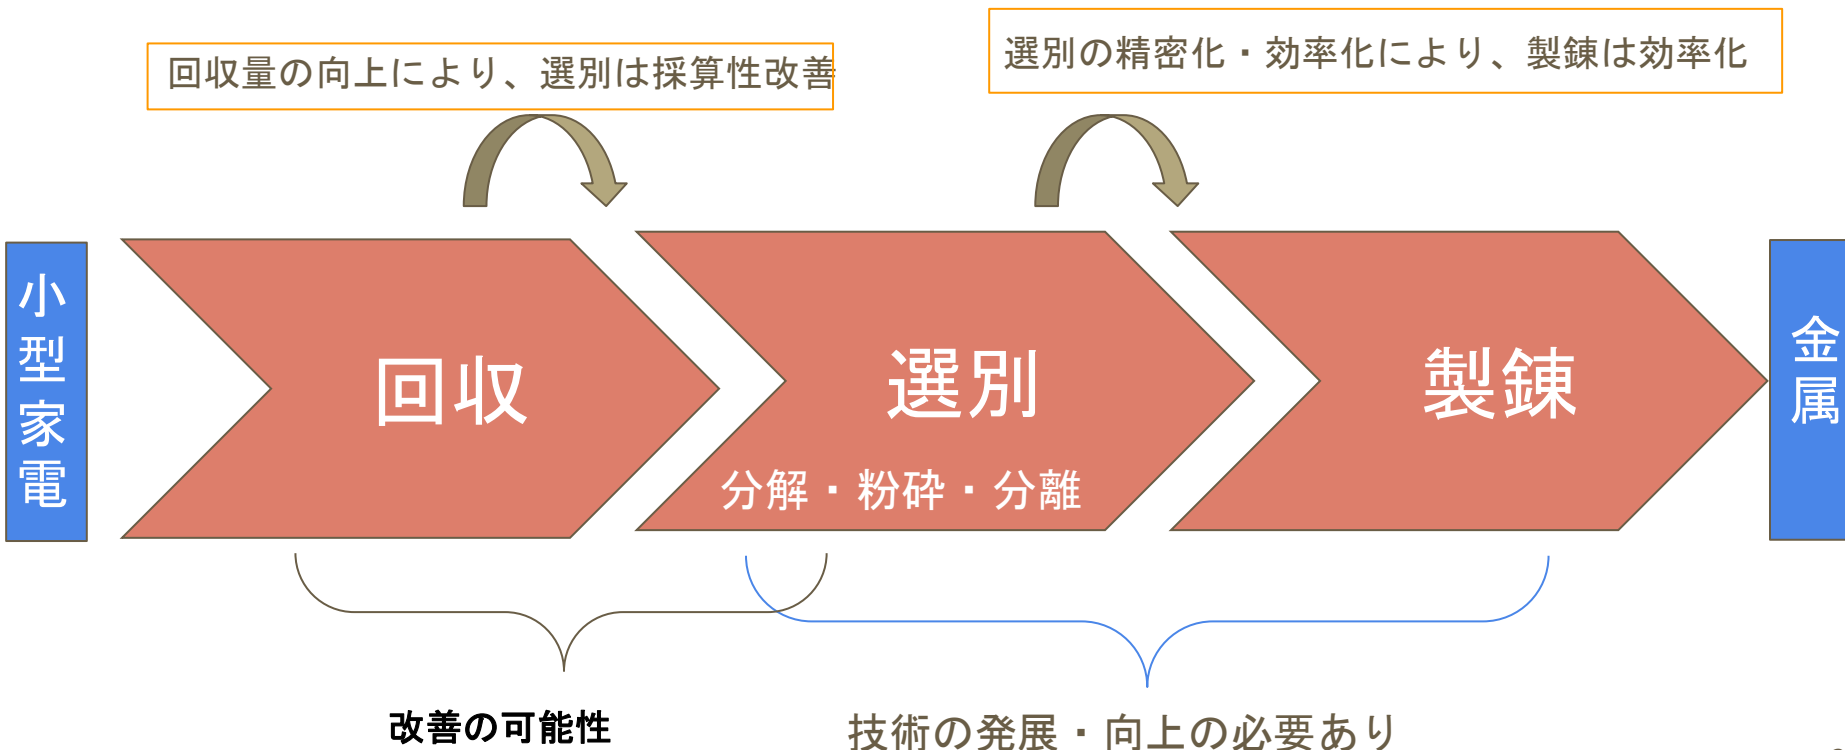 回収量の向上により、選別は採算性改善
選別の精密化・効率化により、製錬は効率化
小型家電
回収
選別
分解・粉砕・分離
製錬
金属
改善の可能性
技術の発展・向上の必要あり